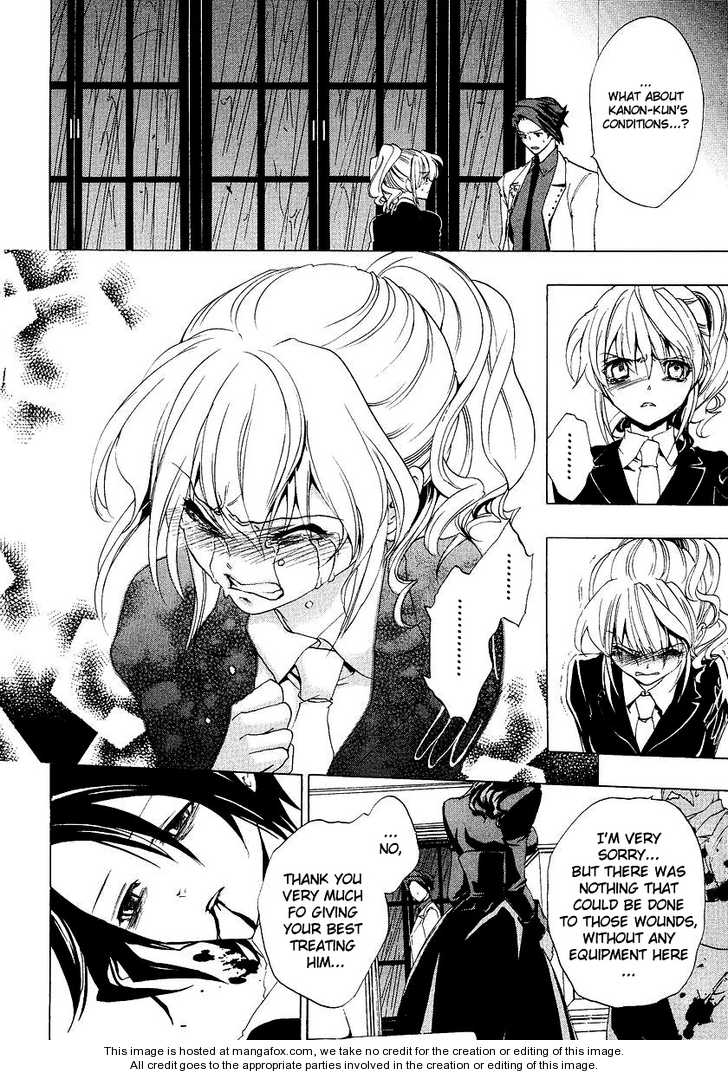 ...
WHAT ABOUT
KANON-KUN'S
CONDITIONS...?
.......
.......
.......
I'M VERY
SORRY...
BUT THERE WAS
NOTHING THAT
COULD BE DONE
TO THOSE WOUNDS,
WITHOUT ANY
EQUIPMENT HERE
...
...
NO,
THANK YOU
VERY MUCH
FO GIVING
YOUR BEST
TREATING
HIM...
This image is hosted at mangafox.com, we take no credit for the creation or editing of this image.
All credit goes to the appropriate parties involved in the creation or editing of this image.